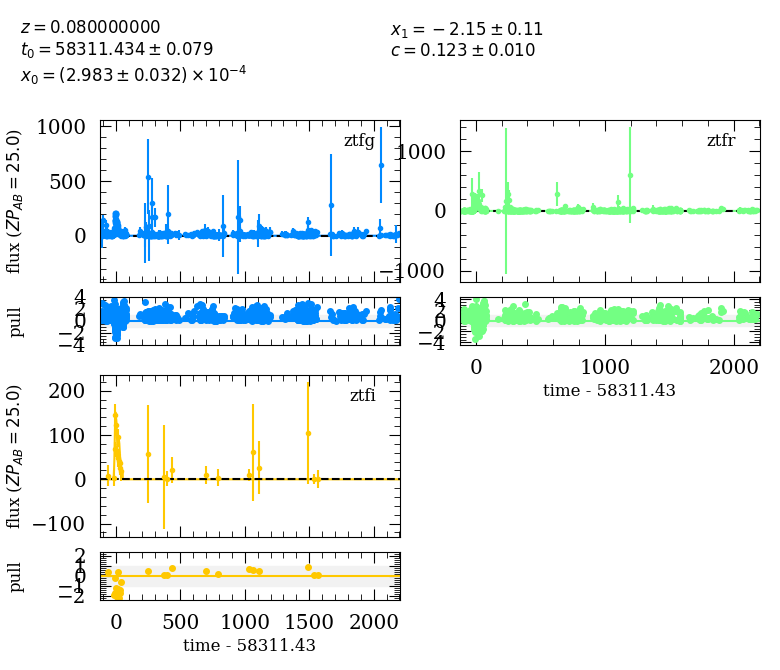 z = 0.080000000
t₀ = 58311.434 ± 0.079
x₀ = (2.983 ± 0.032) × 10⁻⁴
x₁ = −2.15 ± 0.11
c = 0.123 ± 0.010
ztfg
flux (ZP_AB = 25.0)
1000
500
0
pull
4
2
0
−2
−4
ztfr
1000
0
−1000
4
2
0
−2
−4
0
1000
2000
time - 58311.43
ztfi
flux (ZP_AB = 25.0)
200
100
0
−100
pull
2
1
0
−1
−2
0
500
1000
1500
2000
time - 58311.43